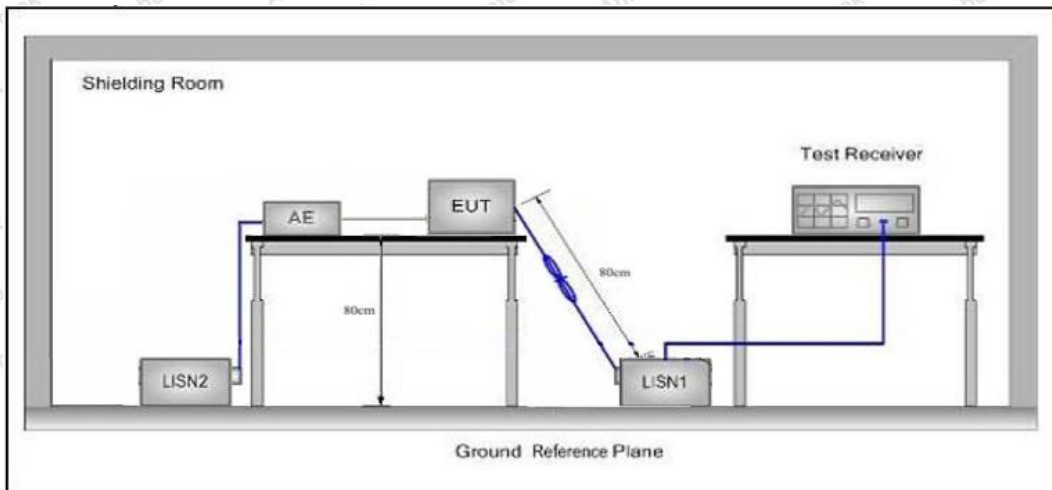 Shielding Room
Test Receiver
EUT
AE
80cm
80cm
LISN2
LISN1
Ground Reference Plane